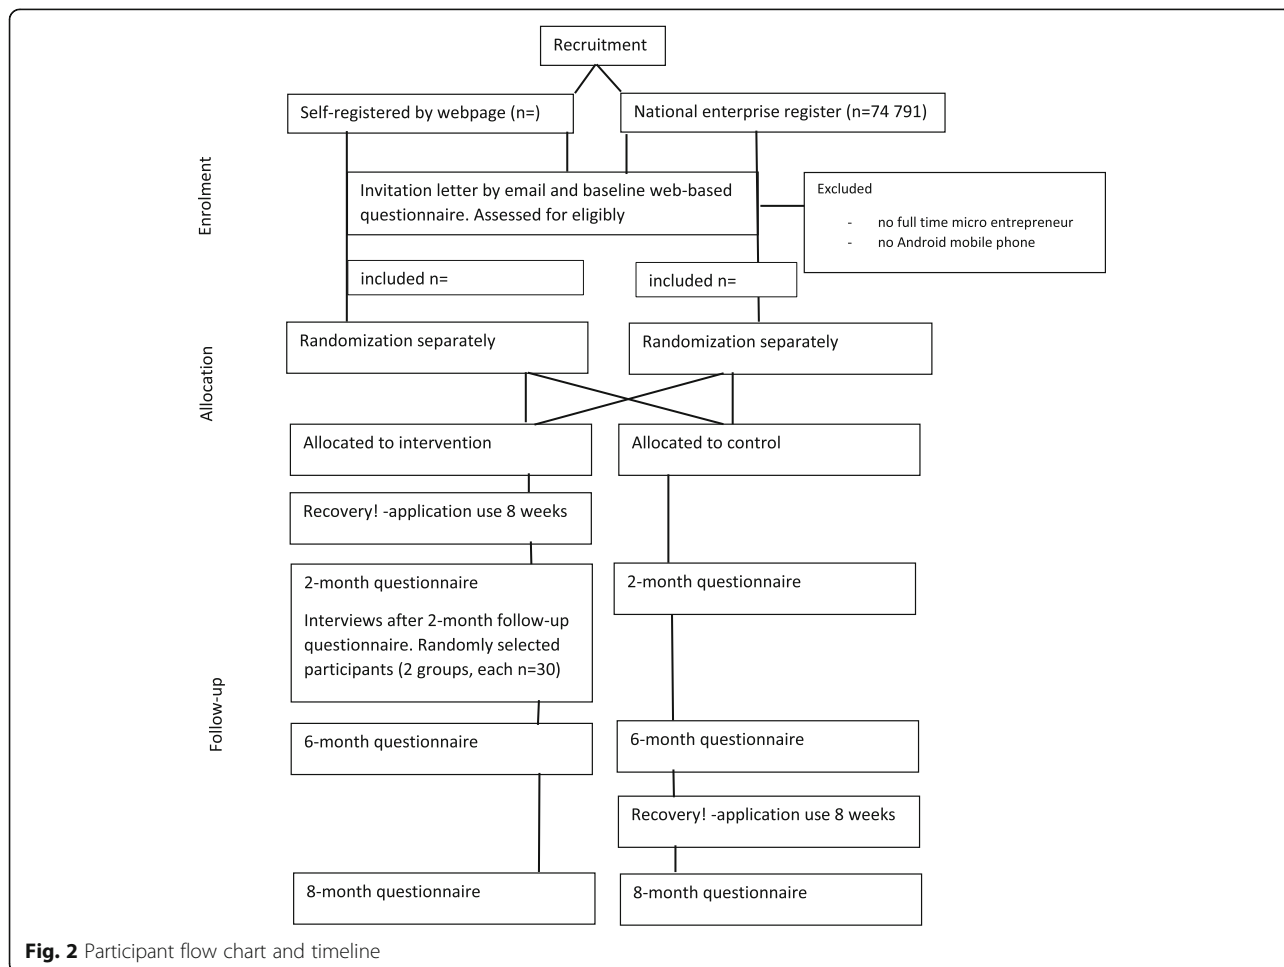 Recruitment
Self-registered by webpage (n=)
National enterprise register (n=74 791)
Enrolment
Invitation letter by email and baseline web-based
questionnaire. Assessed for eligibly
Excluded
- no full time micro entrepreneur
- no Android mobile phone
included n=
included n=
Randomization separately
Randomization separately
Allocation
Allocated to intervention
Allocated to control
Recovery! -application use 8 weeks
2-month questionnaire
Interviews after 2-month follow-up
questionnaire. Randomly selected
participants (2 groups, each n=30)
2-month questionnaire
Follow-up
6-month questionnaire
6-month questionnaire
Recovery! -application use 8 weeks
8-month questionnaire
8-month questionnaire
Fig. 2 Participant flow chart and timeline